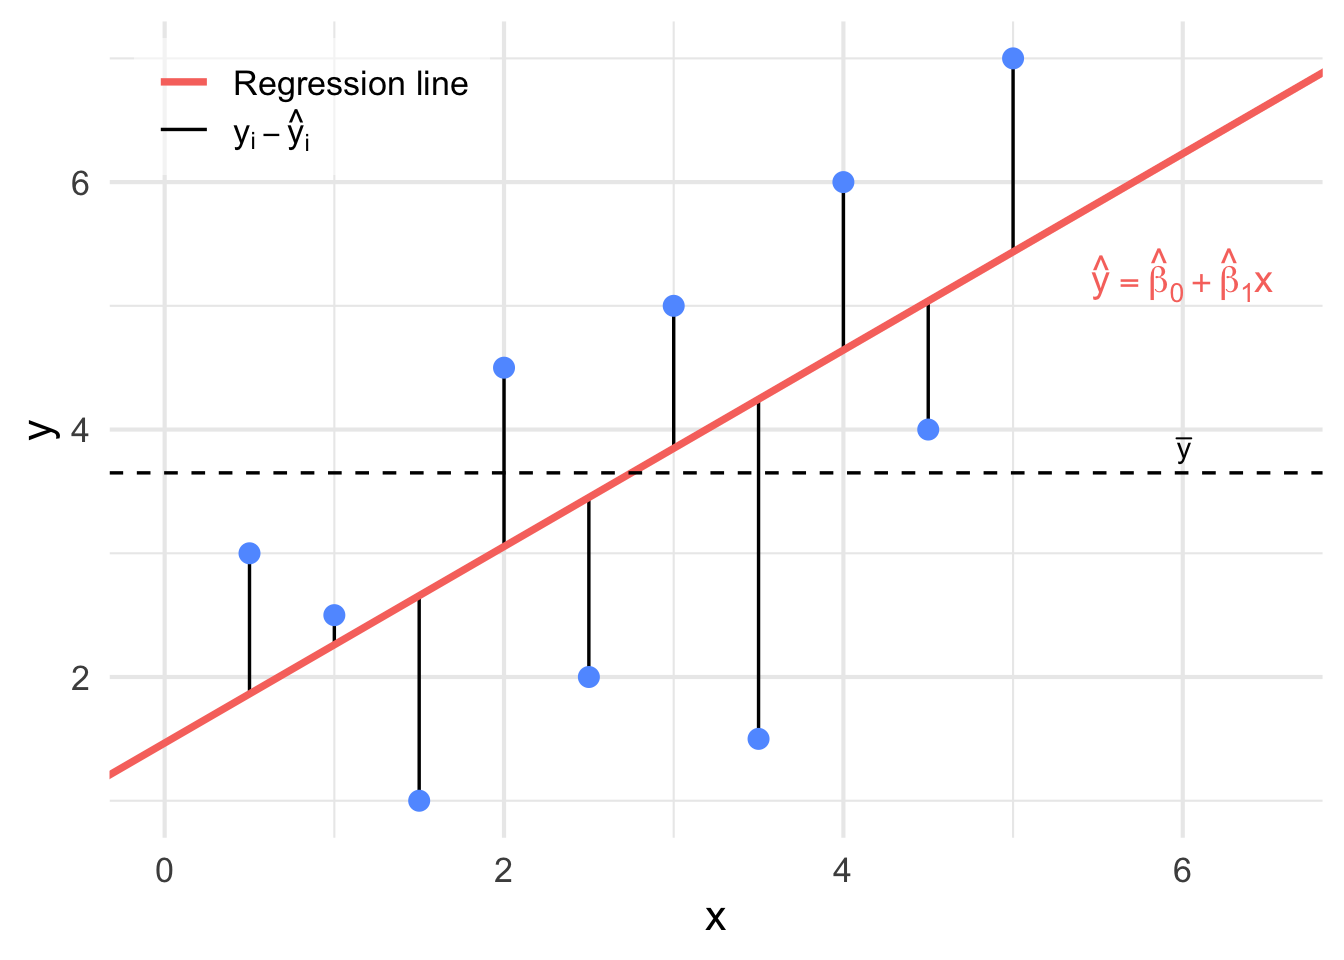 Regression line
yᵢ − ŷᵢ
6
ŷ = β̂₀ + β̂₁x
y
4
ȳ
2
0
2
4
6
x